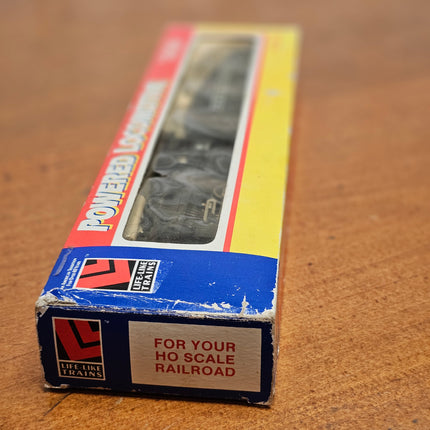 POWERED LOCOMOTIVE
LIFE-LIKE
TRAINS
LIFE-LIKE
TRAINS
FOR YOUR
HO SCALE
RAILROAD